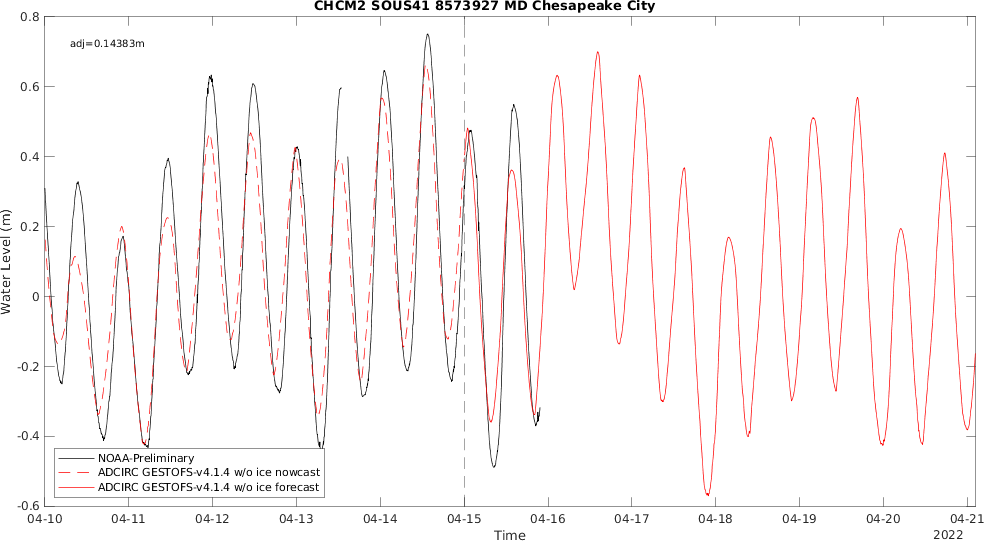 CHCM2 SOUS41 8573927 MD Chesapeake City
adj=0.14383m
0.8
0.6
0.4
0.2
0
-0.2
-0.4
-0.6
Water Level (m)
NOAA-Preliminary
ADCIRC GESTOFS-v4.1.4 w/o ice nowcast
ADCIRC GESTOFS-v4.1.4 w/o ice forecast
04-10 04-11 04-12 04-13 04-14 04-15 04-16 04-17 04-18 04-19 04-20 04-21
Time
2022